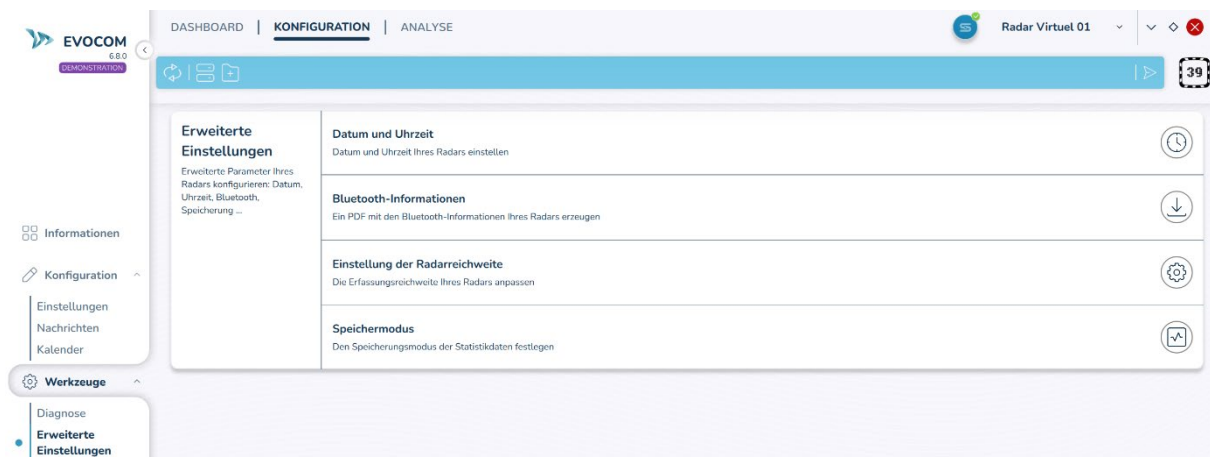 EVOCOM
6.8.0
DEMONSTRATION
DASHBOARD | KONFIGURATION | ANALYSE
Radar Virtuel 01
39
Informationen
Konfiguration
Einstellungen
Nachrichten
Kalender
Werkzeuge
Diagnose
Erweiterte
Einstellungen
Erweiterte
Einstellungen
Erweiterte Parameter Ihres
Radars konfigurieren: Datum,
Uhrzeit, Bluetooth,
Speicherung ...
Datum und Uhrzeit
Datum und Uhrzeit Ihres Radars einstellen
Bluetooth-Informationen
Ein PDF mit den Bluetooth-Informationen Ihres Radars erzeugen
Einstellung der Radarreichweite
Die Erfassungsreichweite Ihres Radars anpassen
Speichermodus
Den Speicherungsmodus der Statistikdaten festlegen